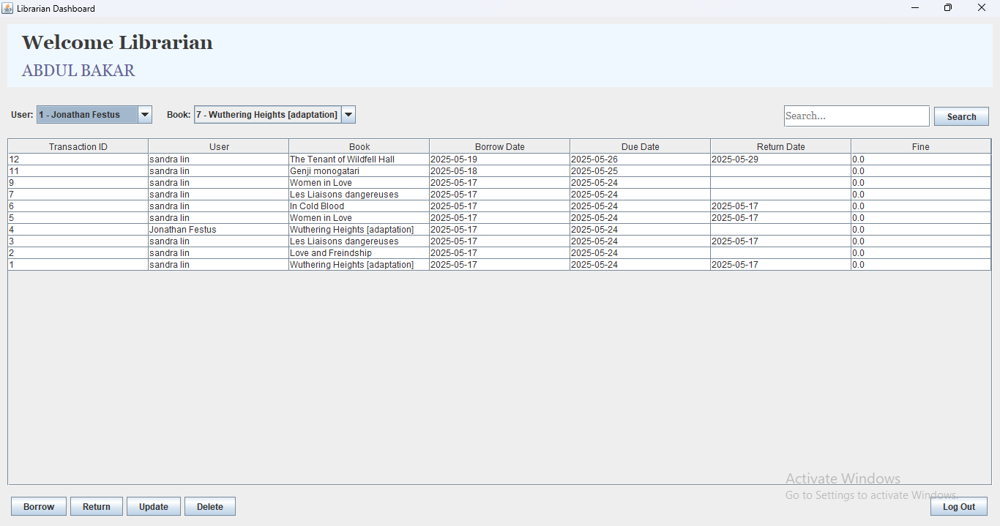 Librarian Dashboard
Welcome Librarian
ABDUL BAKAR
User: 1 - Jonathan Festus Book: 7 - Wuthering Heights [adaptation] Search... Search
Transaction ID User Book Borrow Date Due Date Return Date Fine
12 sandra lin The Tenant of Wildfell Hall 2025-05-19 2025-05-26 2025-05-29 0.0
11 sandra lin Genji monogatari 2025-05-18 2025-05-25 0.0
9 sandra lin Women in Love 2025-05-17 2025-05-24 0.0
7 sandra lin Les Liaisons dangereuses 2025-05-17 2025-05-24 0.0
6 sandra lin In Cold Blood 2025-05-17 2025-05-24 2025-05-17 0.0
5 sandra lin Women in Love 2025-05-17 2025-05-24 2025-05-17 0.0
4 Jonathan Festus Wuthering Heights [adaptation] 2025-05-17 2025-05-24 0.0
3 sandra lin Les Liaisons dangereuses 2025-05-17 2025-05-24 2025-05-17 0.0
2 sandra lin Love and Freindship 2025-05-17 2025-05-24 0.0
1 sandra lin Wuthering Heights [adaptation] 2025-05-17 2025-05-24 2025-05-17 0.0
Activate Windows
Go to Settings to activate Windows.
Borrow Return Update Delete Log Out